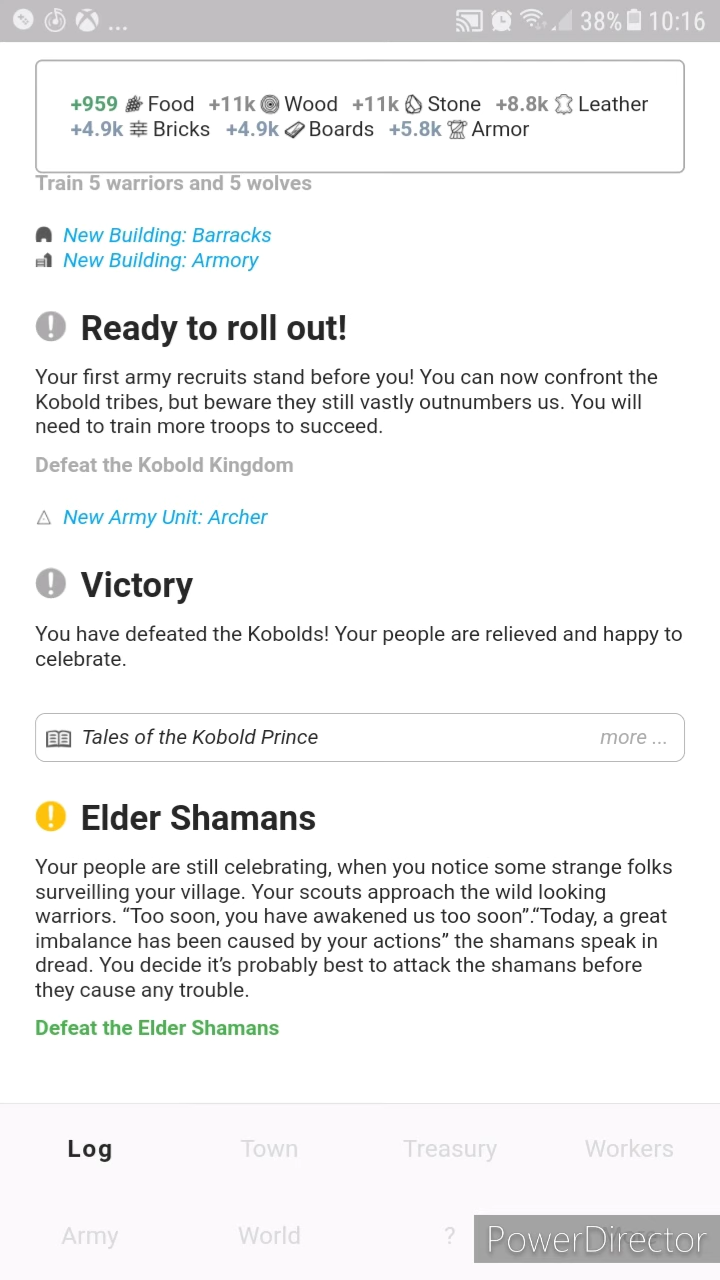 ... 38% 10:16
+959 Food +11k Wood +11k Stone +8.8k Leather
+4.9k Bricks +4.9k Boards +5.8k Armor
Train 5 warriors and 5 wolves
New Building: Barracks
New Building: Armory
Ready to roll out!
Your first army recruits stand before you! You can now confront the
Kobold tribes, but beware they still vastly outnumbers us. You will
need to train more troops to succeed.
Defeat the Kobold Kingdom
New Army Unit: Archer
Victory
You have defeated the Kobolds! Your people are relieved and happy to
celebrate.
Tales of the Kobold Prince more ...
Elder Shamans
Your people are still celebrating, when you notice some strange folks
surveilling your village. Your scouts approach the wild looking
warriors. “Too soon, you have awakened us too soon”.“Today, a great
imbalance has been caused by your actions” the shamans speak in
dread. You decide it’s probably best to attack the shamans before
they cause any trouble.
Defeat the Elder Shamans
Log Town Treasury Workers
Army World ?
PowerDirector